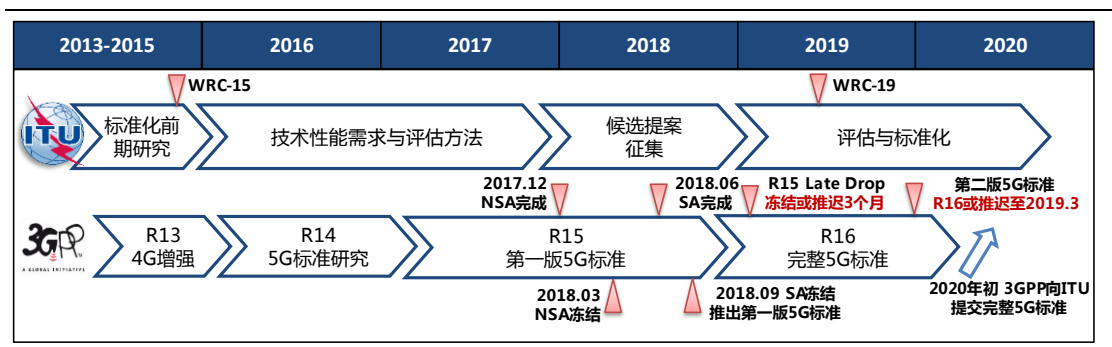 2013-2015 2016 2017 2018 2019 2020
WRC-15 WRC-19
ITU
标准化前
期研究
技术性能需求与评估方法
候选提案
征集
评估与标准化
2017.12
NSA完成
2018.06
SA完成
R15 Late Drop
冻结或推迟3个月
第二版5G标准
R16或推迟至2019.3
3GPP
A GLOBAL INITIATIVE
R13
4G增强
R14
5G标准研究
R15
第一版5G标准
R16
完整5G标准
2018.03
NSA冻结
2018.09 SA冻结
推出第一版5G标准
2020年初 3GPP向ITU
提交完整5G标准